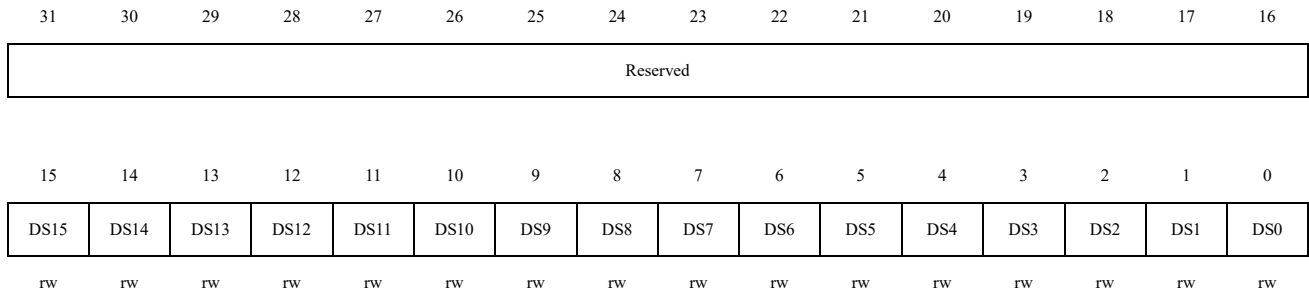 31 30 29 28 27 26 25 24 23 22 21 20 19 18 17 16
Reserved
15 14 13 12 11 10 9 8 7 6 5 4 3 2 1 0
DS15 DS14 DS13 DS12 DS11 DS10 DS9 DS8 DS7 DS6 DS5 DS4 DS3 DS2 DS1 DS0
rw rw rw rw rw rw rw rw rw rw rw rw rw rw rw rw